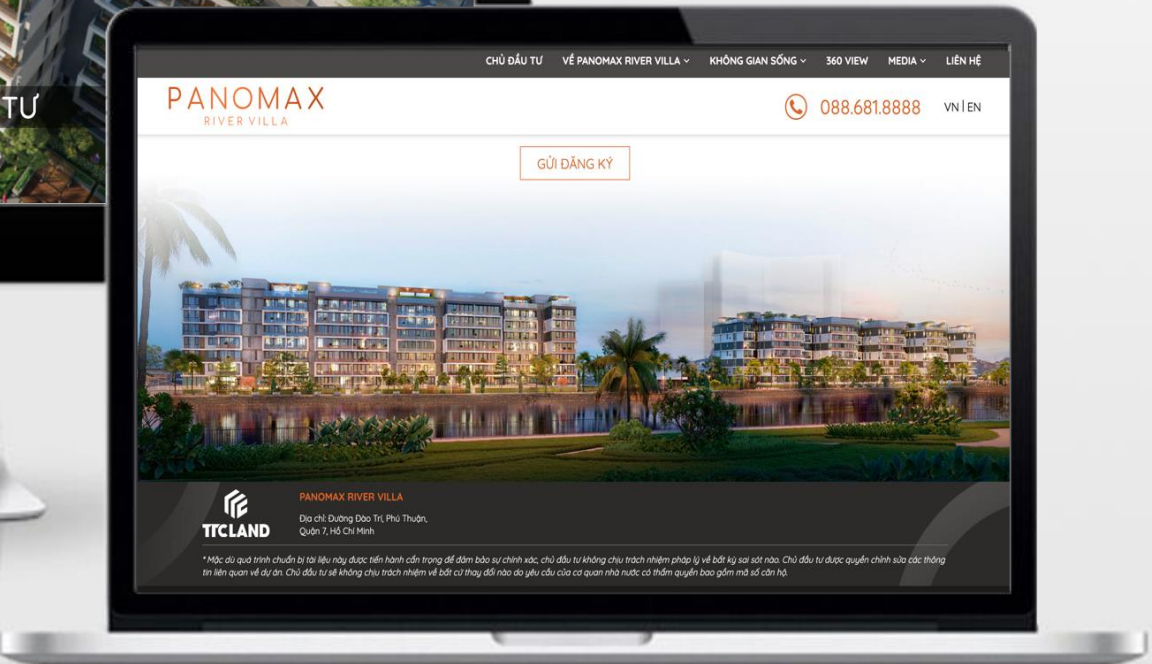 TƯ
CHỦ ĐẦU TƯ VỀ PANOMAX RIVER VILLA KHÔNG GIAN SỐNG 360 VIEW MEDIA LIÊN HỆ
PANOMAX
RIVER VILLA
088.681.8888 VN | EN
GỬI ĐĂNG KÝ
TTC LAND
PANOMAX RIVER VILLA
Địa chỉ: Đường Đào Trí, Phú Thuận,
Quận 7, Hồ Chí Minh
* Mặc dù quá trình chuẩn bị tài liệu này được tiến hành cẩn trọng để đảm bảo sự chính xác, chủ đầu tư không chịu trách nhiệm pháp lý về bất kỳ sai sót nào. Chủ đầu tư được quyền chỉnh sửa các thông
tin liên quan về dự án. Chủ đầu tư sẽ không chịu trách nhiệm về bất cứ thay đổi nào do yêu cầu của cơ quan nhà nước có thẩm quyền bao gồm mã số căn hộ.